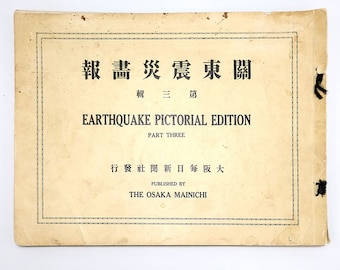 報畫災震東關
輯三第
EARTHQUAKE PICTORIAL EDITION
PART THREE
行發社聞新日每阪大
PUBLISHED BY
THE OSAKA MAINICHI